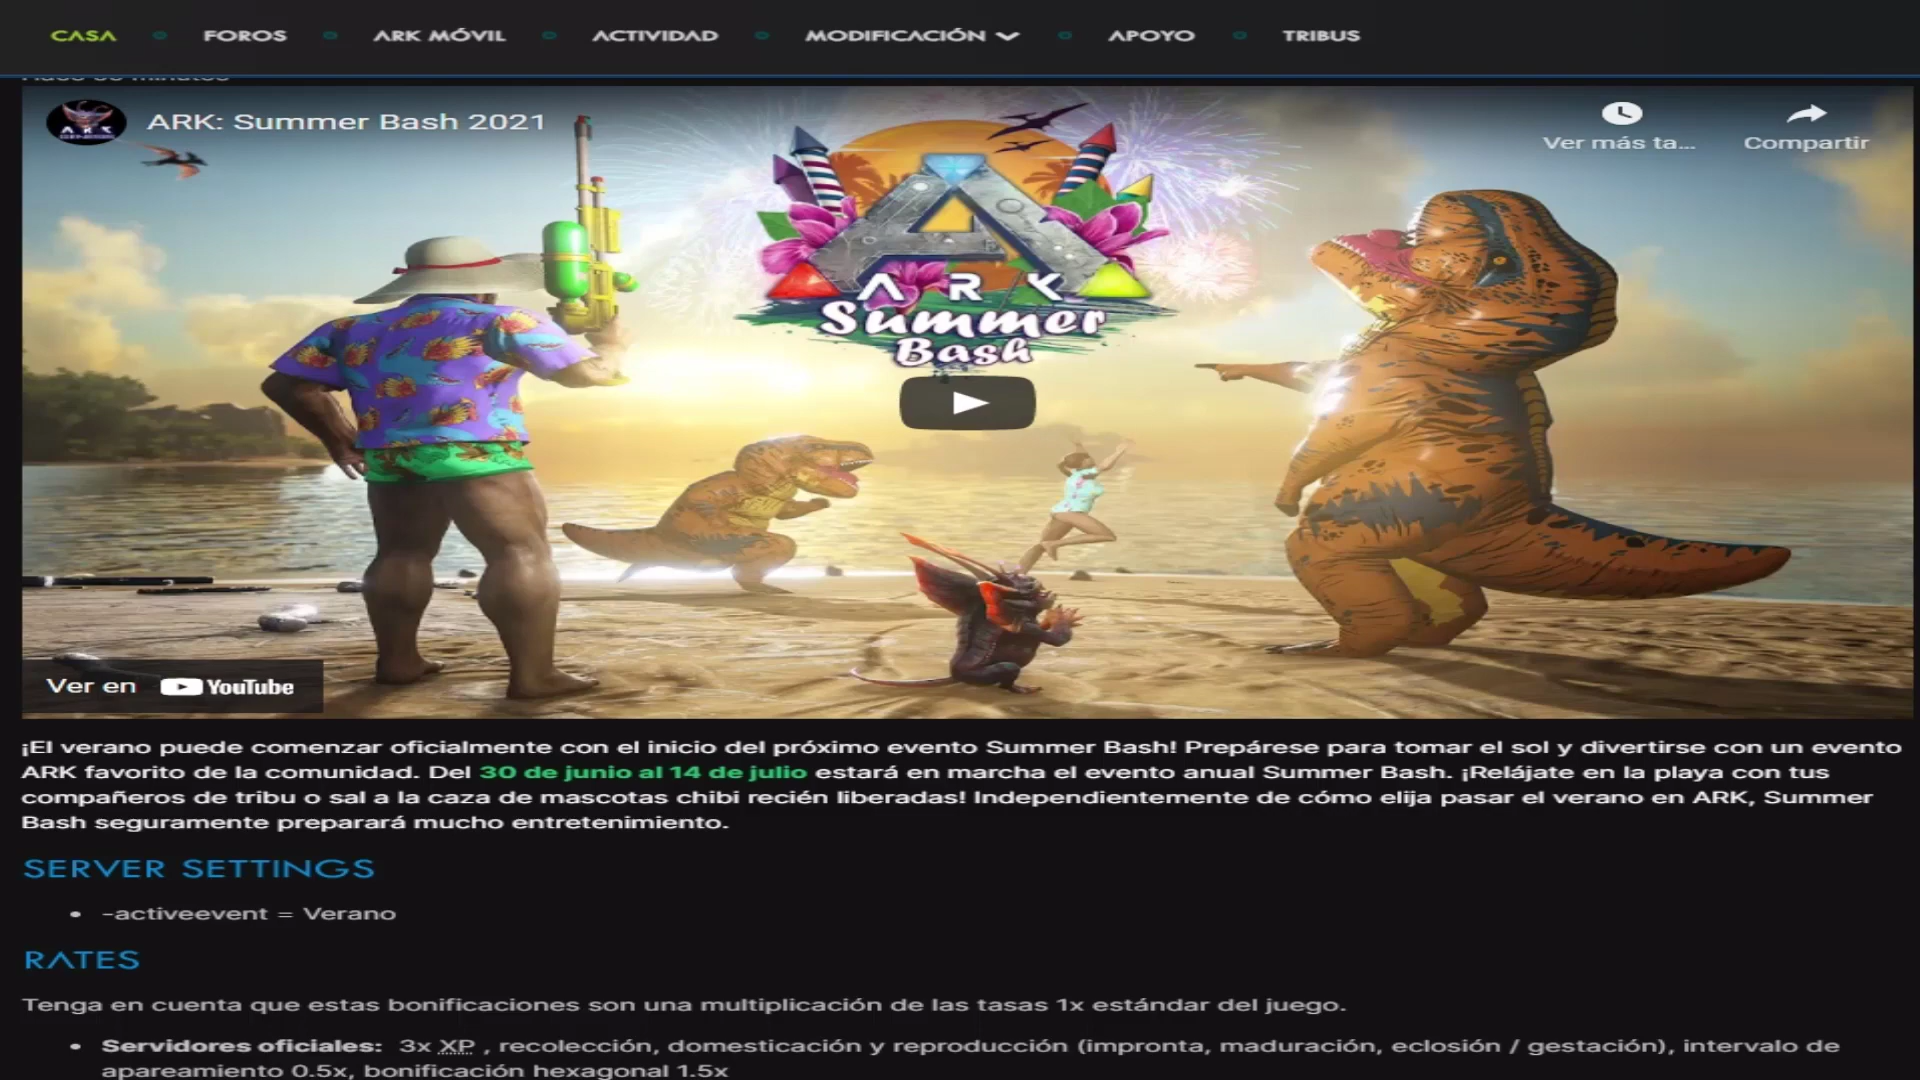 CASA FOROS ARK MÓVIL ACTIVIDAD MODIFICACIÓN APOYO TRIBUS
ARK: Summer Bash 2021
Ver más ta...
Compartir
ARK
Summer
Bash
Ver en YouTube
¡El verano puede comenzar oficialmente con el inicio del próximo evento Summer Bash! Prepárese para tomar el sol y divertirse con un evento
ARK favorito de la comunidad. Del 30 de junio al 14 de julio estará en marcha el evento anual Summer Bash. ¡Relájate en la playa con tus
compañeros de tribu o sal a la caza de mascotas chibi recién liberadas! Independientemente de cómo elija pasar el verano en ARK, Summer
Bash seguramente preparará mucho entretenimiento.
SERVER SETTINGS
• -activeevent = Verano
RATES
Tenga en cuenta que estas bonificaciones son una multiplicación de las tasas 1x estándar del juego.
• Servidores oficiales: 3x XP , recolección, domesticación y reproducción (impronta, maduración, eclosión / gestación), intervalo de
apareamiento 0.5x, bonificación hexagonal 1.5x